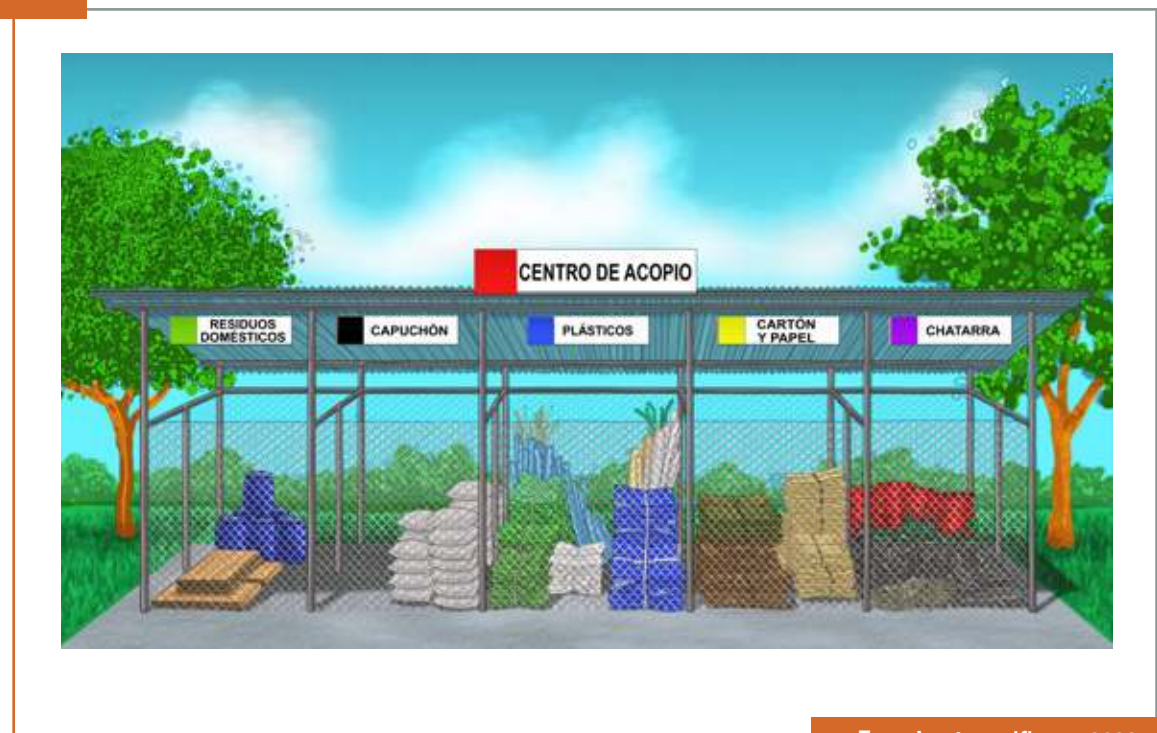 CENTRO DE ACOPIO
RESIDUOS
DOMÉSTICOS
CAPUCHÓN
PLÁSTICOS
CARTÓN
Y PAPEL
CHATARRA